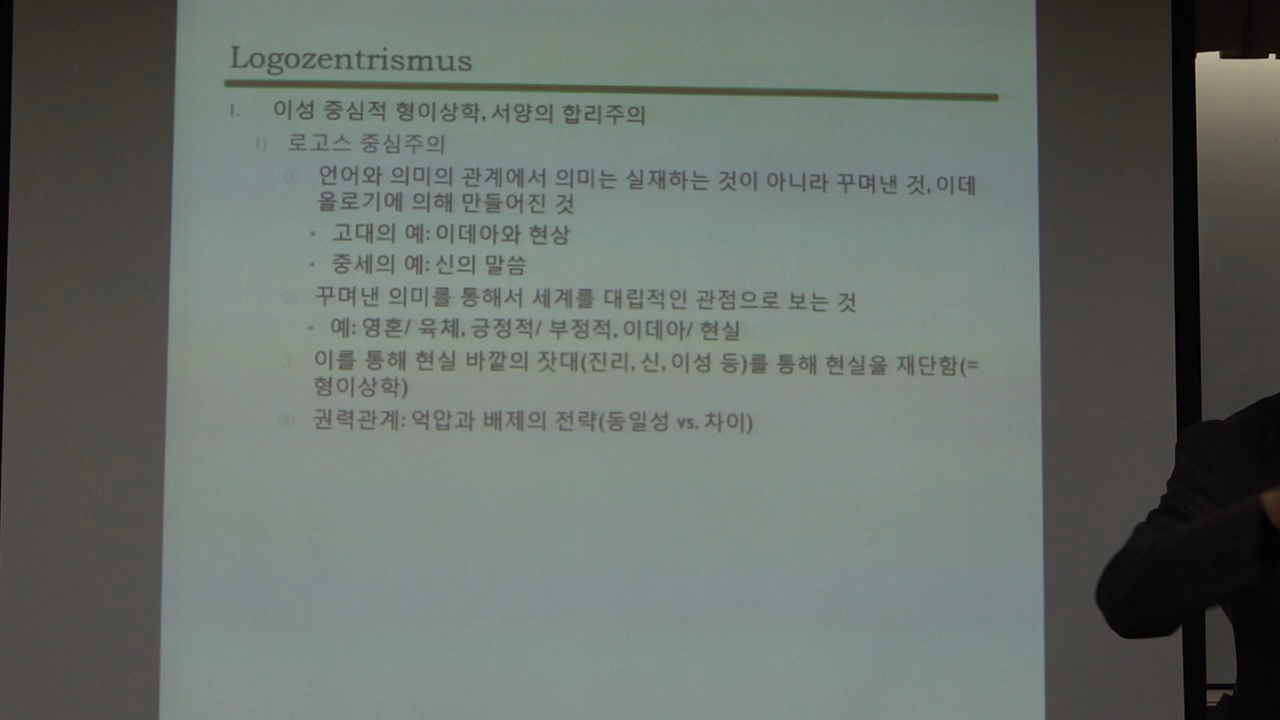 Logozentrismus
I. 이성 중심적 형이상학, 서양의 합리주의
1) 로고스 중심주의
① 언어와 의미의 관계에서 의미는 실재하는 것이 아니라 꾸며낸 것, 이데
올로기에 의해 만들어진 것
• 고대의 예: 이데아와 현상
• 중세의 예: 신의 말씀
② 꾸며낸 의미를 통해서 세계를 대립적인 관점으로 보는 것
• 예: 영혼/ 육체, 긍정적/ 부정적, 이데아/ 현실
③ 이를 통해 현실 바깥의 잣대(진리, 신, 이성 등)를 통해 현실을 재단함(=
형이상학)
④ 권력관계: 억압과 배제의 전략(동일성 vs. 차이)